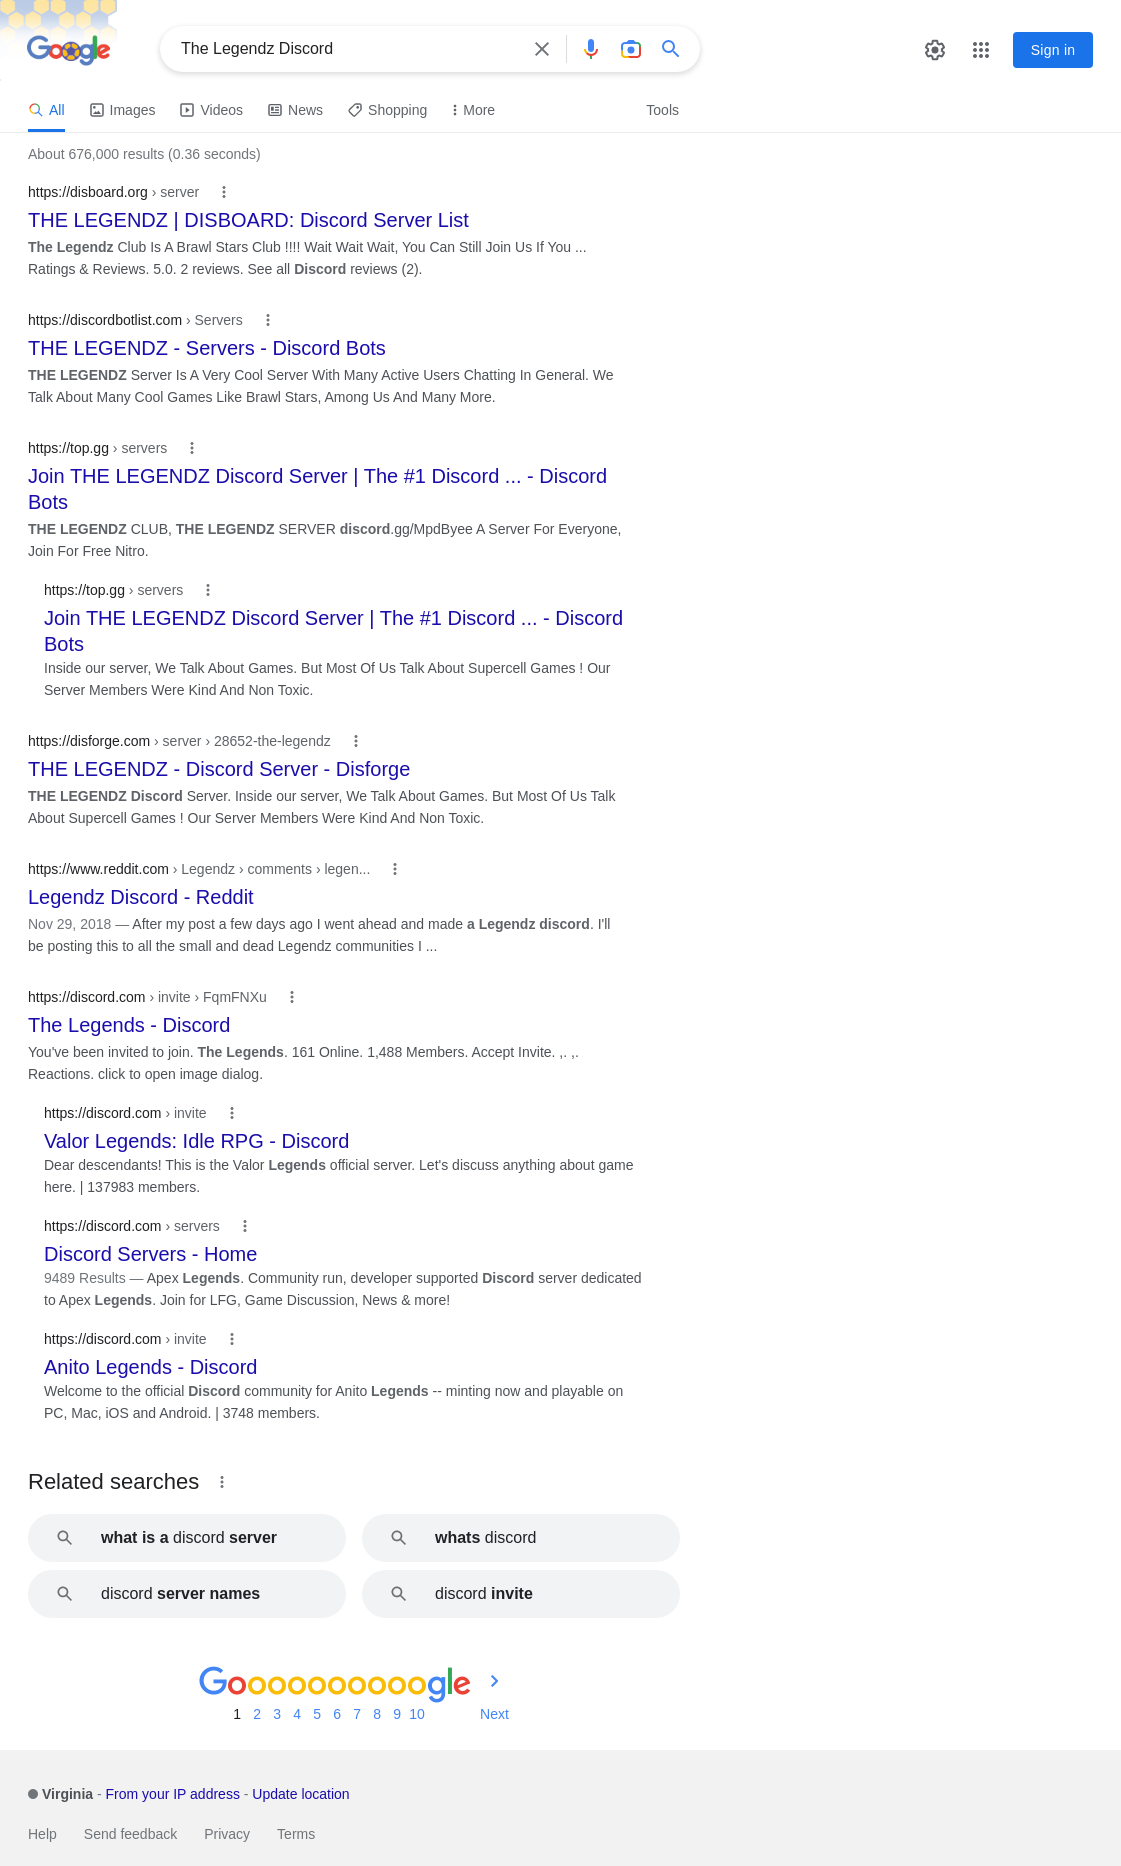 Google
The Legendz Discord
Sign in
All
Images
Videos
News
Shopping
More
Tools
About 676,000 results (0.36 seconds)
https://disboard.org › server
THE LEGENDZ | DISBOARD: Discord Server List
The Legendz Club Is A Brawl Stars Club !!!! Wait Wait Wait, You Can Still Join Us If You ...
Ratings & Reviews. 5.0. 2 reviews. See all Discord reviews (2).
https://discordbotlist.com › Servers
THE LEGENDZ - Servers - Discord Bots
THE LEGENDZ Server Is A Very Cool Server With Many Active Users Chatting In General. We
Talk About Many Cool Games Like Brawl Stars, Among Us And Many More.
https://top.gg › servers
Join THE LEGENDZ Discord Server | The #1 Discord ... - Discord
Bots
THE LEGENDZ CLUB, THE LEGENDZ SERVER discord.gg/MpdByee A Server For Everyone,
Join For Free Nitro.
https://top.gg › servers
Join THE LEGENDZ Discord Server | The #1 Discord ... - Discord
Bots
Inside our server, We Talk About Games. But Most Of Us Talk About Supercell Games ! Our
Server Members Were Kind And Non Toxic.
https://disforge.com › server › 28652-the-legendz
THE LEGENDZ - Discord Server - Disforge
THE LEGENDZ Discord Server. Inside our server, We Talk About Games. But Most Of Us Talk
About Supercell Games ! Our Server Members Were Kind And Non Toxic.
https://www.reddit.com › Legendz › comments › legen...
Legendz Discord - Reddit
Nov 29, 2018 — After my post a few days ago I went ahead and made a Legendz discord. I'll
be posting this to all the small and dead Legendz communities I ...
https://discord.com › invite › FqmFNXu
The Legends - Discord
You've been invited to join. The Legends. 161 Online. 1,488 Members. Accept Invite. ,. ,.
Reactions. click to open image dialog.
https://discord.com › invite
Valor Legends: Idle RPG - Discord
Dear descendants! This is the Valor Legends official server. Let's discuss anything about game
here. | 137983 members.
https://discord.com › servers
Discord Servers - Home
9489 Results — Apex Legends. Community run, developer supported Discord server dedicated
to Apex Legends. Join for LFG, Game Discussion, News & more!
https://discord.com › invite
Anito Legends - Discord
Welcome to the official Discord community for Anito Legends -- minting now and playable on
PC, Mac, iOS and Android. | 3748 members.
Related searches
what is a discord server
whats discord
discord server names
discord invite
Goooooooooogle
1 2 3 4 5 6 7 8 9 10 Next
Virginia - From your IP address - Update location
Help Send feedback Privacy Terms